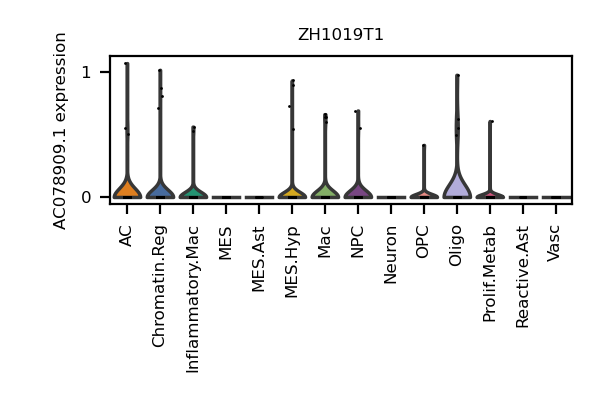 ZH1019T1
AC078909.1 expression
1
0
AC
Chromatin.Reg
Inflammatory.Mac
MES
MES.Ast
MES.Hyp
Mac
NPC
Neuron
OPC
Oligo
Prolif.Metab
Reactive.Ast
Vasc